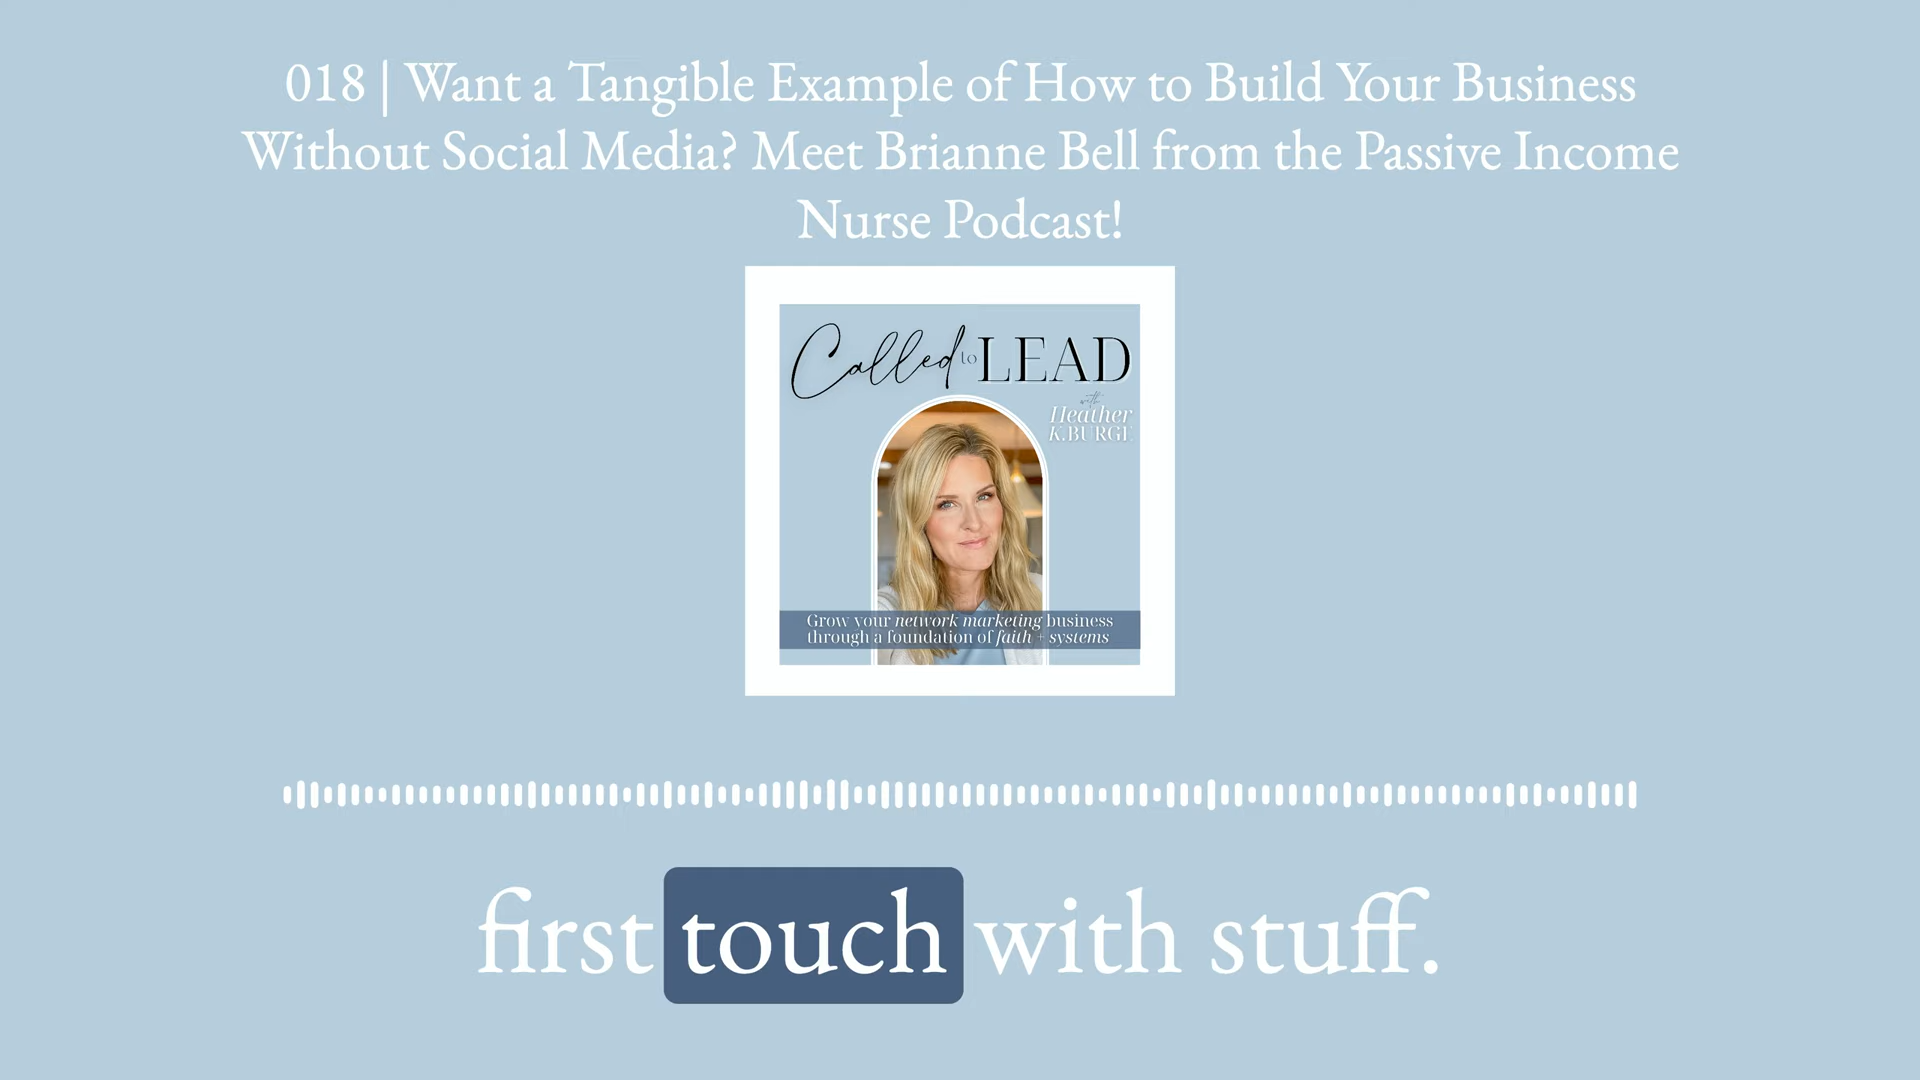 018 | Want a Tangible Example of How to Build Your Business
Without Social Media? Meet Brianne Bell from the Passive Income
Nurse Podcast!
Called to LEAD
with
Heather
K.BURGE
Grow your network marketing business
through a foundation of faith + systems
first touch with stuff.